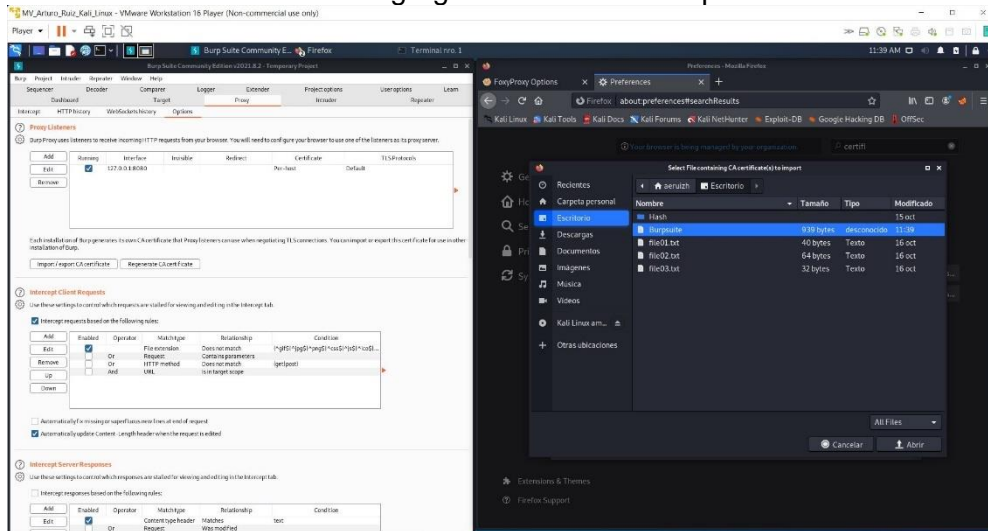 MV_Arturo_Ruiz_Kali_Linux - VMware Workstation 16 Player (Non-commercial use only)
Player
Burp Suite Community E...
Firefox
Terminal nro. 1
11:39 AM
Burp Suite Community Edition v2021.8.2 - Temporary Project
Burp Project Intruder Repeater Window Help
Sequencer Decoder Comparer Logger Extender Project options User options Learn
Dashboard Target Proxy Intruder Repeater
Intercept HTTP history WebSockets history Options
Proxy Listeners
Burp Proxy uses listeners to receive incoming HTTP requests from your browser. You will need to configure your browser to use one of the listeners as its proxy server.
Add Running Interface Invisible Redirect Certificate TLS Protocols
Edit 127.0.0.1:8080 Per-host Default
Remove
Each installation of Burp generates its own CA certificate that Proxy listeners can use when negotiating TLS connections. You can import or export this certificate for use in other
installation of Burp.
Import / export CA certificate Regenerate CA certificate
Intercept Client Requests
Use these settings to control which requests are stalled for viewing and editing in the Intercept tab.
Intercept requests based on the following rules:
Add Enabled Operator Match type Relationship Condition
Edit File extension Does not match
Remove Or Request Contains parameters
Or HTTP method Does not match (get|post)
Up And URL Is in target scope
Down
Automatically fix missing or superfluous new lines at end of request
Automatically update Content-Length header when the request is edited
Intercept Server Responses
Use these settings to control which responses are stalled for viewing and editing in the Intercept tab.
Intercept responses based on the following rules:
Add Enabled Operator Match type Relationship Condition
Edit Content type header Matches text
Or Request Was modified
Preferences - Mozilla Firefox
FoxyProxy Options
Preferences
Firefox about:preferences#searchResults
Kali Linux Kali Tools Kali Docs Kali Forums Kali NetHunter Exploit-DB Google Hacking DB OffSec
Your browser is being managed by your organization.
certifi
Select File containing CA certificate(s) to import
Recientes
Carpeta personal
Escritorio
Descargas
Documentos
Imágenes
Música
Videos
Kali Linux am...
Otras ubicaciones
aeruizh Escritorio
Nombre Tamaño Tipo Modificado
Hash 15 oct
Burpsuite 939 bytes desconocido 11:39
file01.txt 40 bytes Texto 16 oct
file02.txt 64 bytes Texto 16 oct
file03.txt 32 bytes Texto 16 oct
All Files
Cancelar Abrir
Extensions & Themes
Firefox Support